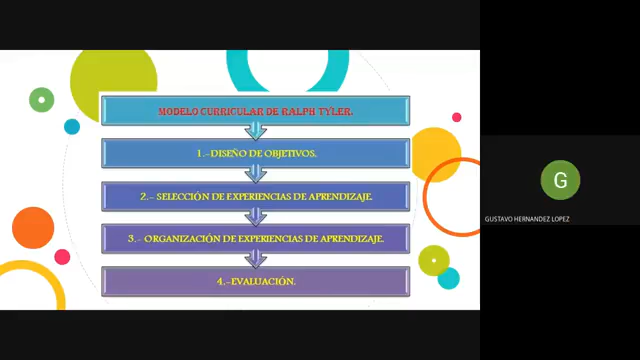 MODELO CURRICULAR DE RALPH TYLER.
1.-DISEÑO DE OBJETIVOS.
2.- SELECCIÓN DE EXPERIENCIAS DE APRENDIZAJE.
3.- ORGANIZACIÓN DE EXPERIENCIAS DE APRENDIZAJE.
4.-EVALUACIÓN.
G
GUSTAVO HERNANDEZ LOPEZ